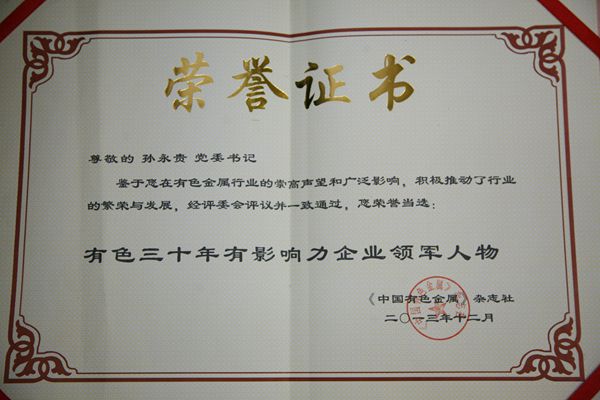 荣誉证书
尊敬的 孙永贵 党委书记
鉴于您在有色金属行业的崇高声望和广泛影响，积极推动了行业
的繁荣与发展，经评委会评议并一致通过，您荣誉当选：
有色三十年有影响力企业领军人物
《中国有色金属》杂志社
二〇一三年十二月